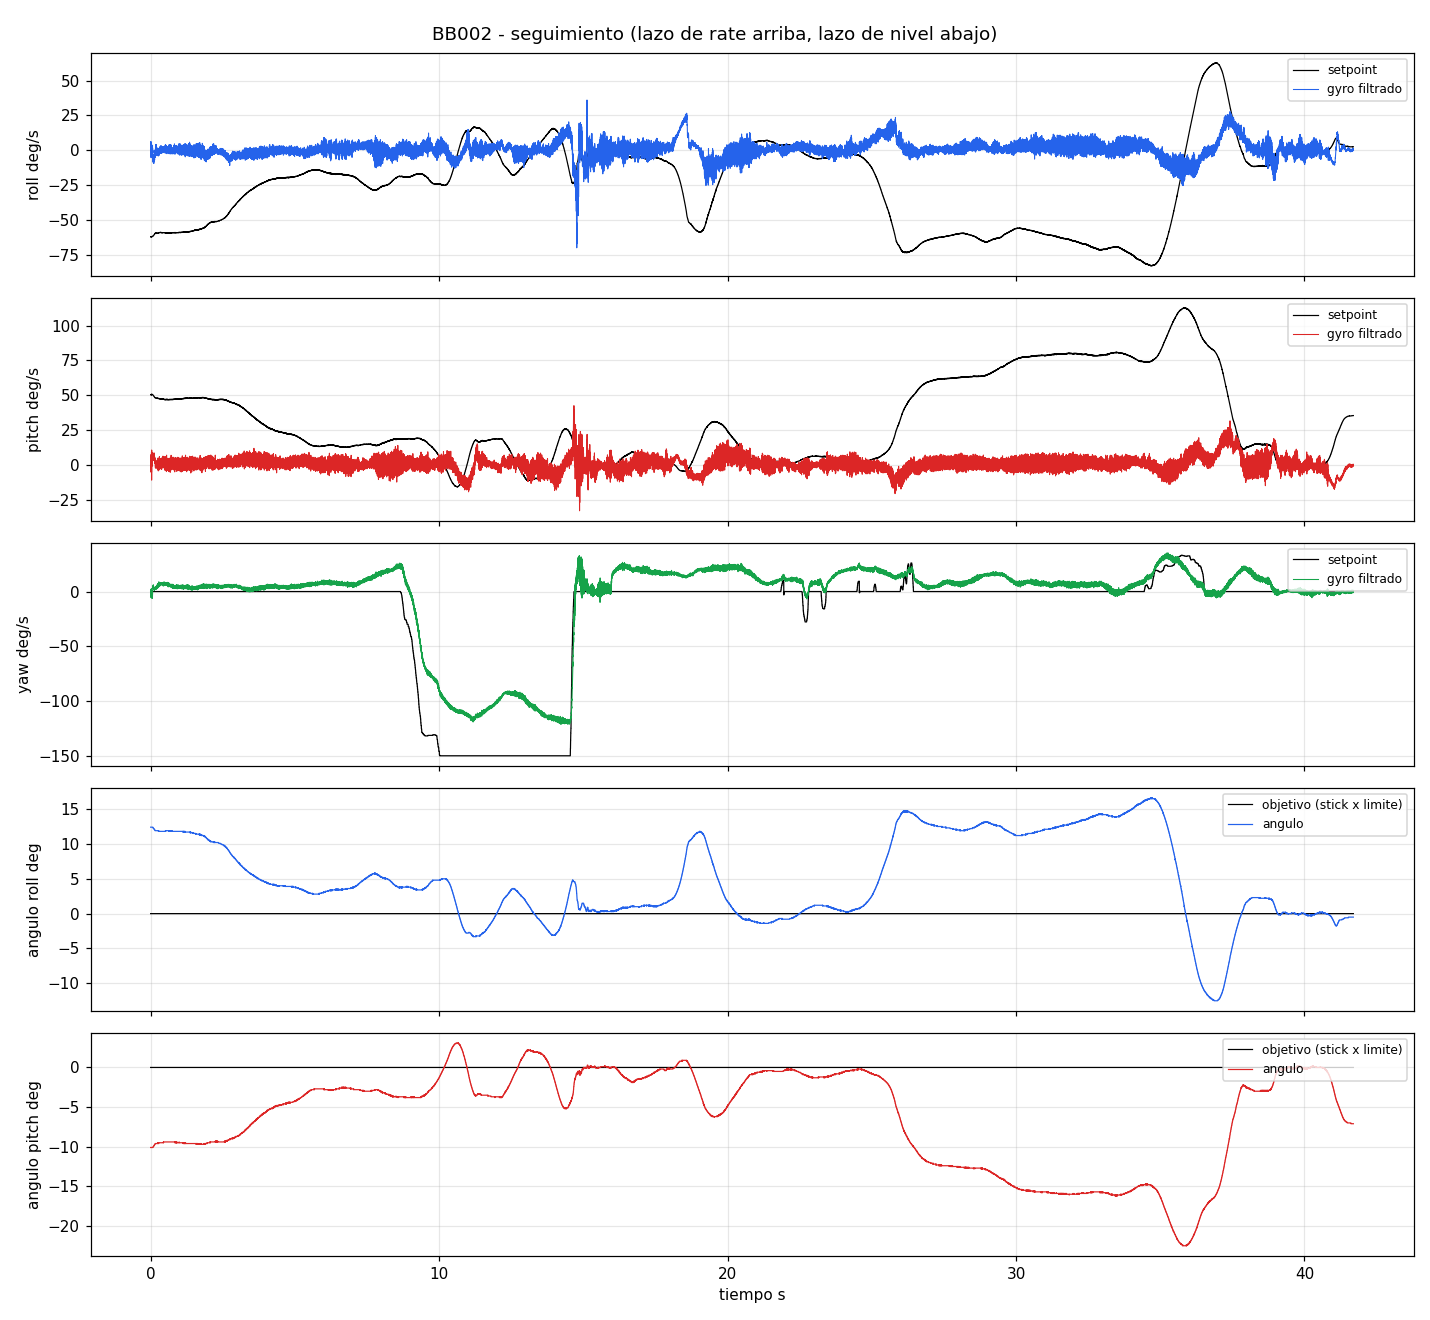 BB002 - seguimiento (lazo de rate arriba, lazo de nivel abajo)
roll deg/s
50
25
0
−25
−50
−75
setpoint
gyro filtrado
pitch deg/s
100
75
50
25
0
−25
setpoint
gyro filtrado
yaw deg/s
0
−50
−100
−150
setpoint
gyro filtrado
angulo roll deg
15
10
5
0
−5
−10
objetivo (stick x limite)
angulo
angulo pitch deg
0
−5
−10
−15
−20
objetivo (stick x limite)
angulo
0 10 20 30 40
tiempo s